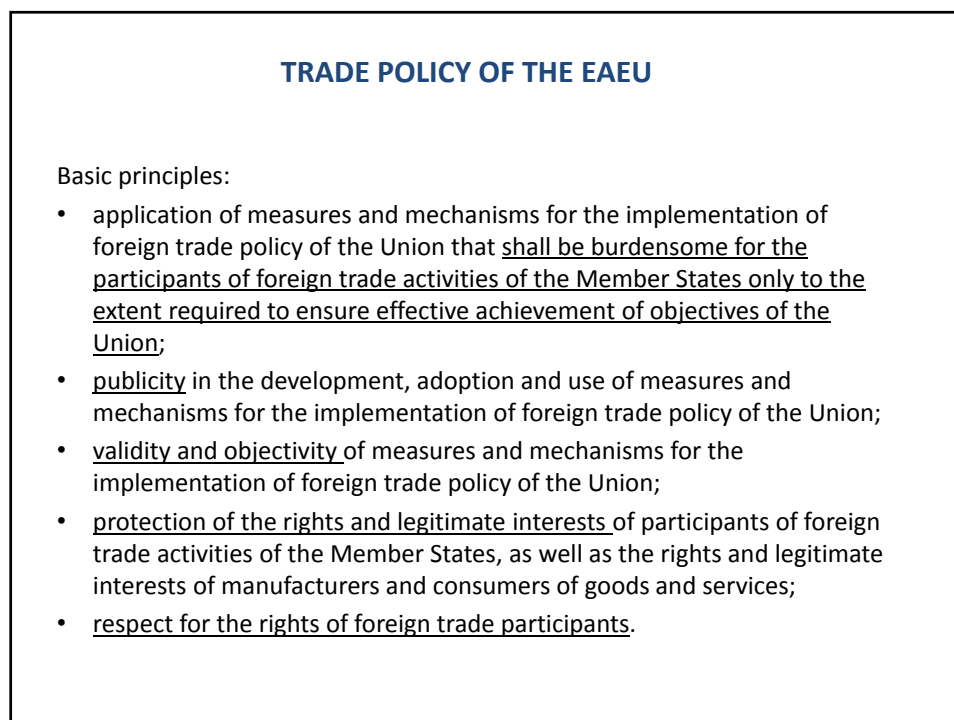 TRADE POLICY OF THE EAEU
Basic principles:
• application of measures and mechanisms for the implementation of
foreign trade policy of the Union that shall be burdensome for the
participants of foreign trade activities of the Member States only to the
extent required to ensure effective achievement of objectives of the
Union;
• publicity in the development, adoption and use of measures and
mechanisms for the implementation of foreign trade policy of the Union;
• validity and objectivity of measures and mechanisms for the
implementation of foreign trade policy of the Union;
• protection of the rights and legitimate interests of participants of foreign
trade activities of the Member States, as well as the rights and legitimate
interests of manufacturers and consumers of goods and services;
• respect for the rights of foreign trade participants.